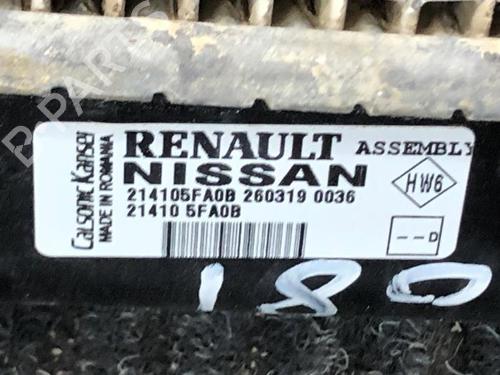 B-PARTS
Calsonic Kansei
MADE IN ROMANIA
RENAULT ASSEMBLY
NISSAN
HW6
214105FA0B 260319 0036
21410 5FA0B
--D
180